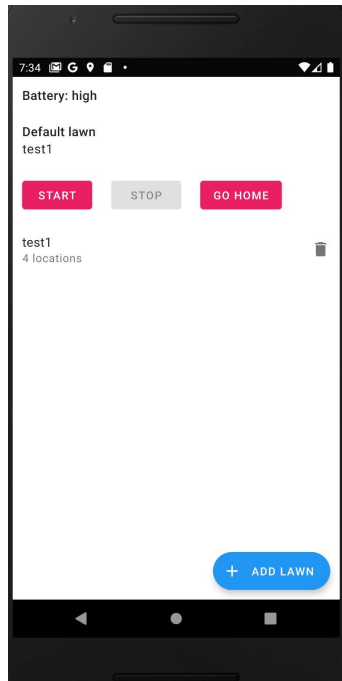 7:34 G
Battery: high
Default lawn
test1
START STOP GO HOME
test1
4 locations
+ ADD LAWN